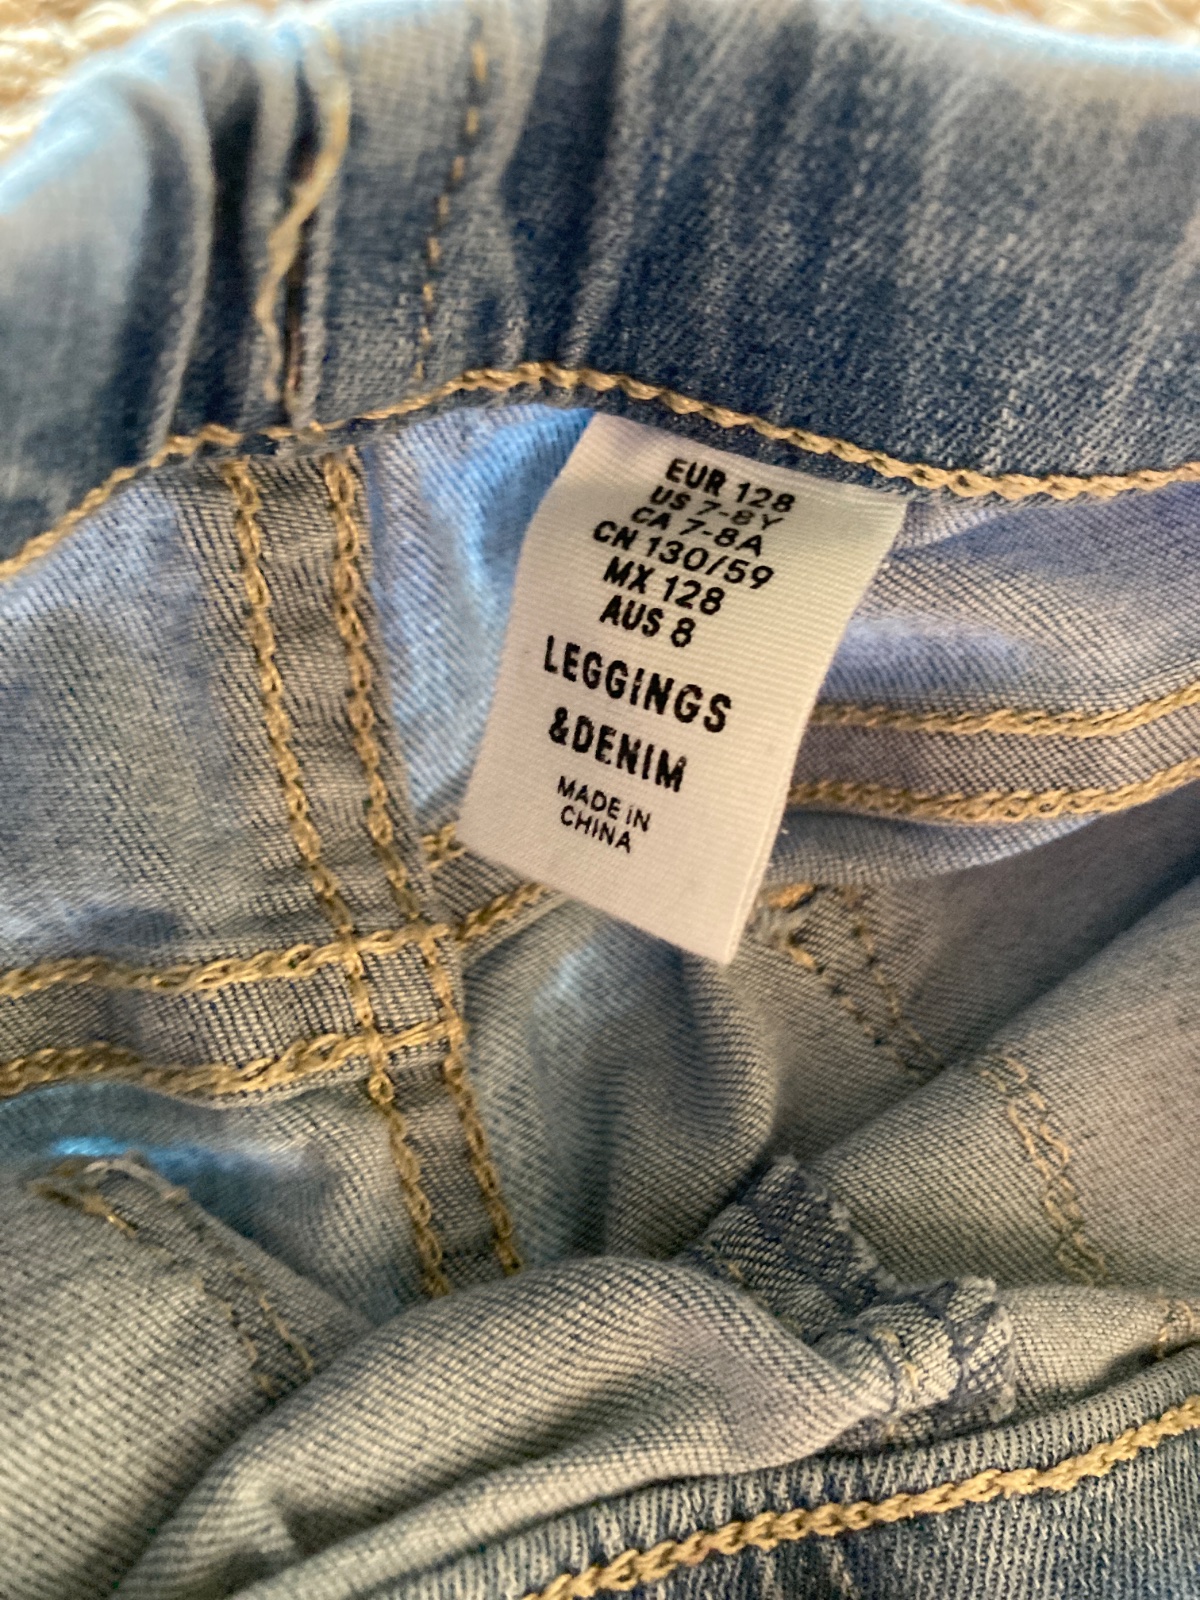 EUR 128
US 7-8Y
CA 7-8A
CN 130/59
MX 128
AUS 8
LEGGINGS
&DENIM
MADE IN
CHINA